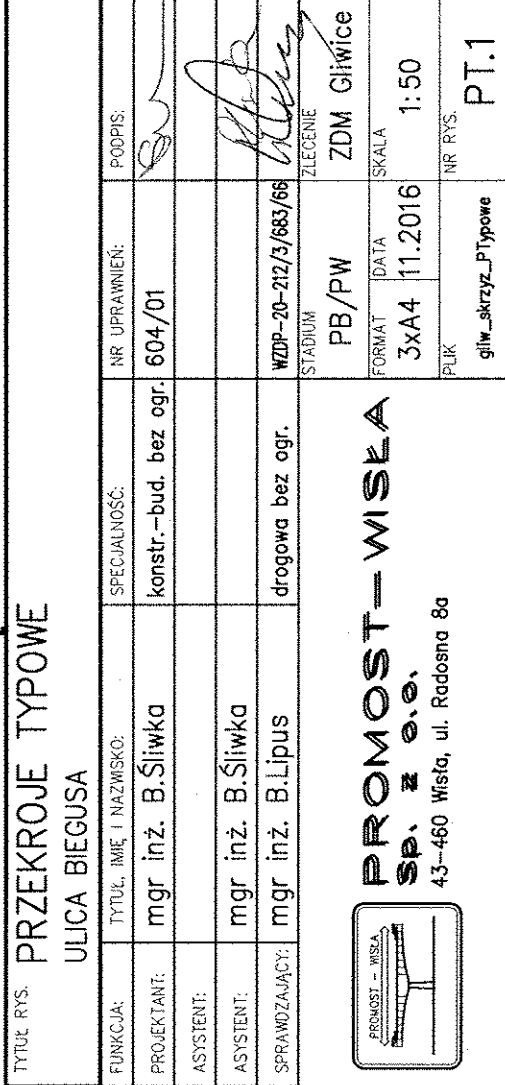 TYTUŁ RYS. PRZEKROJE TYPOWE
ULICA BIEGUSA
FUNKCJA: TYTUŁ, IMIĘ I NAZWISKO: SPECJALNOŚĆ: NR UPRAWNIEŃ: PODPIS:
PROJEKTANT: mgr inż. B.Śliwka konstr.-bud. bez ogr. 604/01
ASYSTENT:
ASYSTENT: mgr inż. B.Śliwka
SPRAWDZAJĄCY: mgr inż. B.Lipus drogowa bez ogr. WZDP-20-212/3/683/66
PROMOST - WISŁA
PROMOST-WISŁA
Sp. z o.o.
43-460 Wisła, ul. Radosna 8a
STADIUM ZLECENIE
PB/PW ZDM Gliwice
FORMAT DATA SKALA
3xA4 11.2016 1:50
PLIK NR RYS.
gliw_skrzyz_PTypowe PT.1